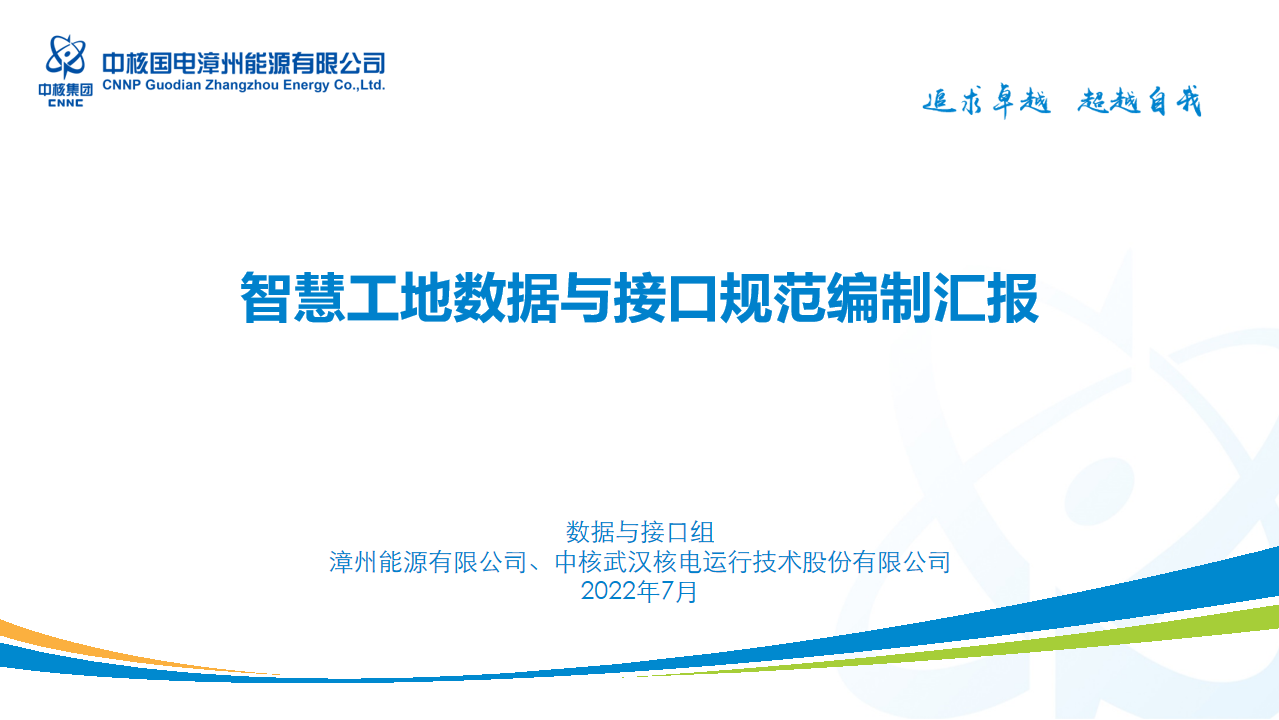 中核集团
CNNC
中核国电漳州能源有限公司
CNNP Guodian Zhangzhou Energy Co.,Ltd.
追求卓越 超越自我
智慧工地数据与接口规范编制汇报
数据与接口组
漳州能源有限公司、中核武汉核电运行技术股份有限公司
2022年7月